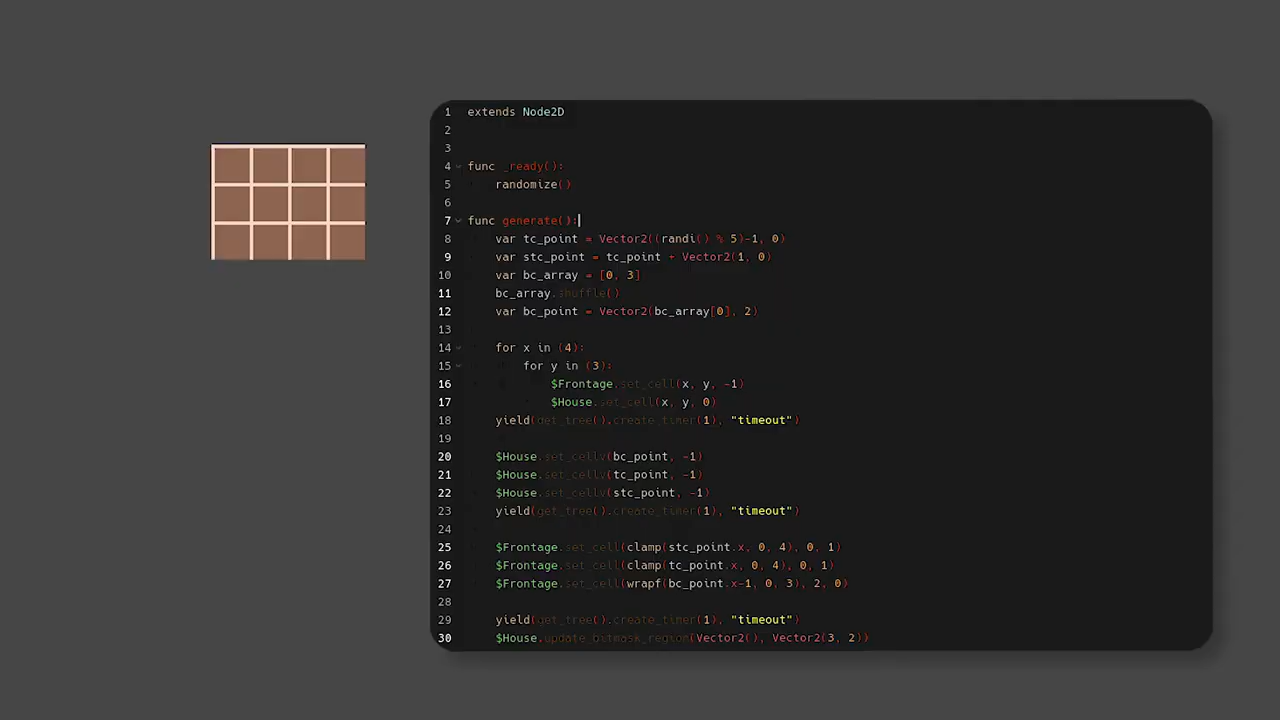 1 extends Node2D
2
3
4 func _ready():
5 randomize()
6
7 func generate():
8 var tc_point = Vector2((randi() % 5)-1, 0)
9 var stc_point = tc_point + Vector2(1, 0)
10 var bc_array = [0, 3]
11 bc_array.shuffle()
12 var bc_point = Vector2(bc_array[0], 2)
13
14 for x in (4):
15 for y in (3):
16 $Frontage.set_cell(x, y, -1)
17 $House.set_cell(x, y, 0)
18 yield(get_tree().create_timer(1), "timeout")
19
20 $House.set_cellv(bc_point, -1)
21 $House.set_cellv(tc_point, -1)
22 $House.set_cellv(stc_point, -1)
23 yield(get_tree().create_timer(1), "timeout")
24
25 $Frontage.set_cell(clamp(stc_point.x, 0, 4), 0, 1)
26 $Frontage.set_cell(clamp(tc_point.x, 0, 4), 0, 1)
27 $Frontage.set_cell(wrapf(bc_point.x-1, 0, 3), 2, 0)
28
29 yield(get_tree().create_timer(1), "timeout")
30 $House.update_bitmask_region(Vector2(), Vector2(3, 2))